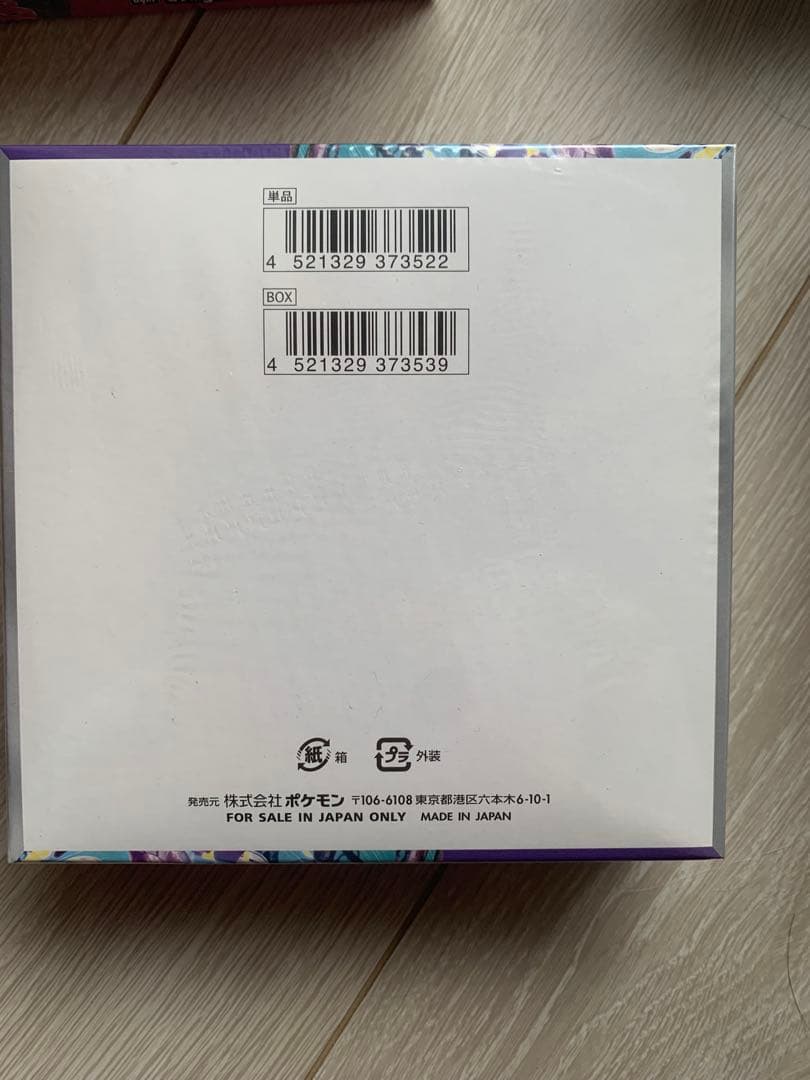 単品
4 521329 373522
BOX
4 521329 373539
紙 箱 プラ 外装
発売元 株式会社 ポケモン 〒106-6108 東京都港区六本木6-10-1
FOR SALE IN JAPAN ONLY MADE IN JAPAN